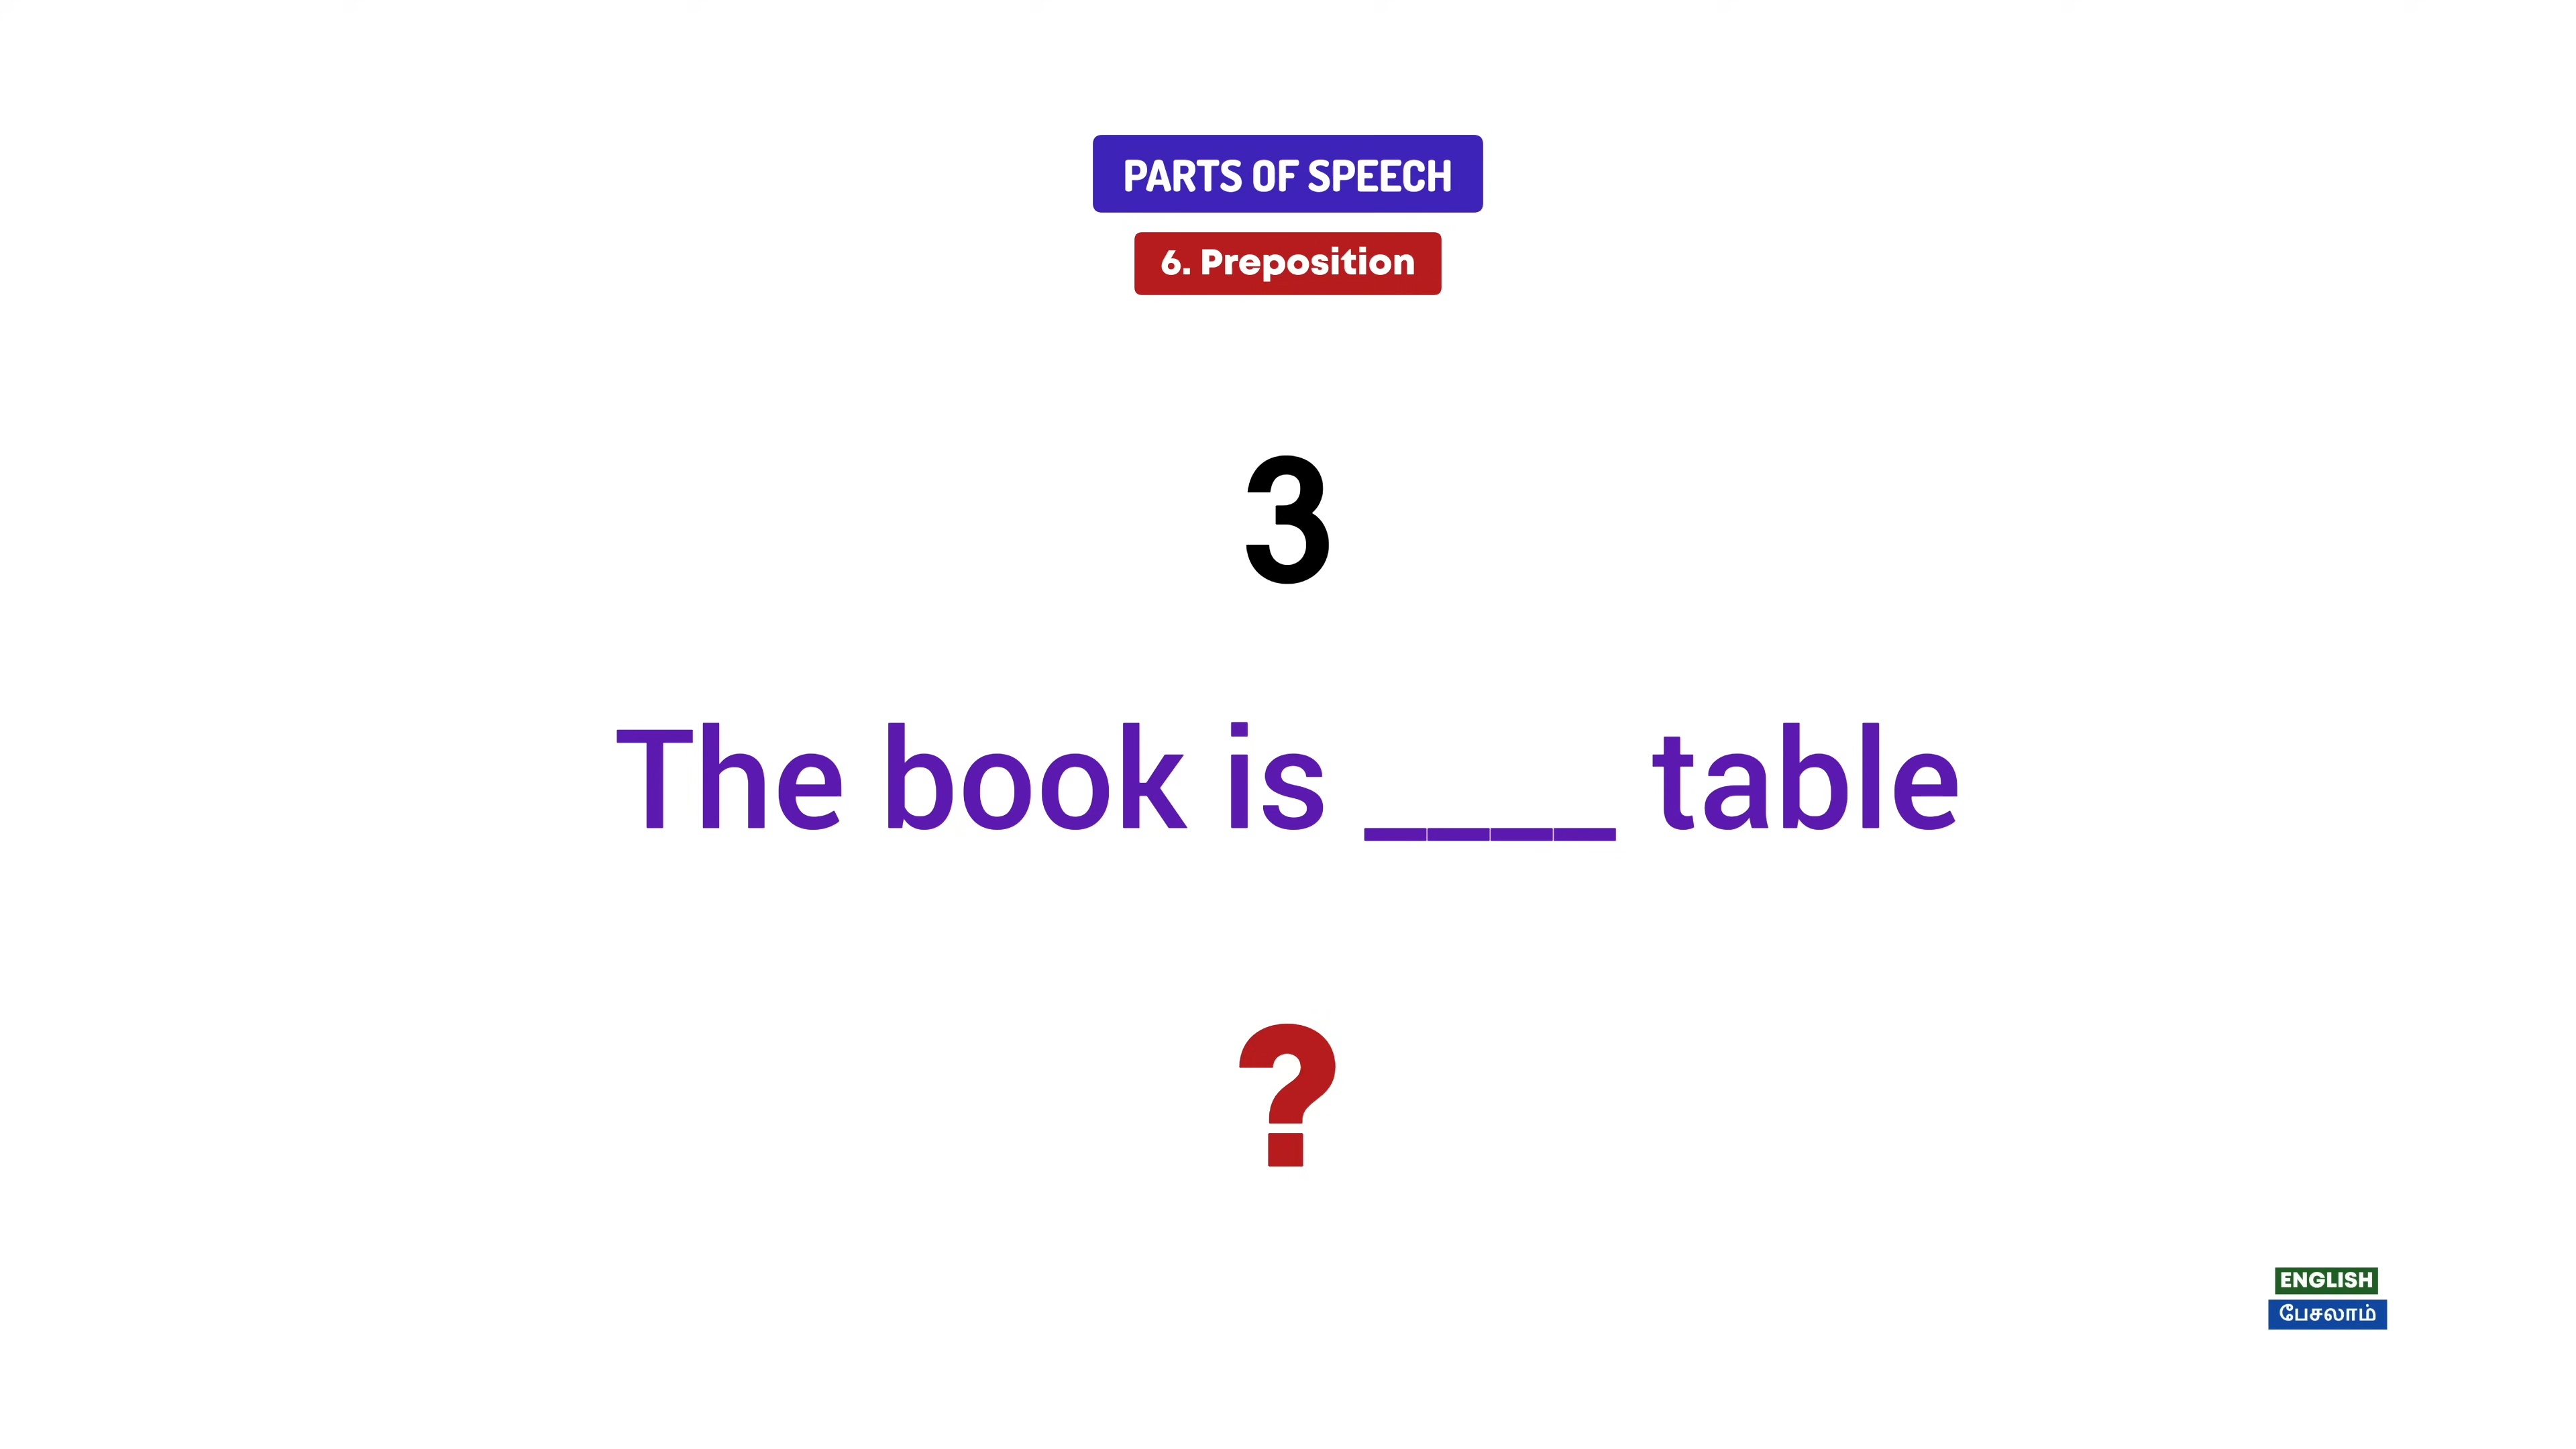 PARTS OF SPEECH
6. Preposition
3
The book is ____ table
?
ENGLISH
பேசலாம்